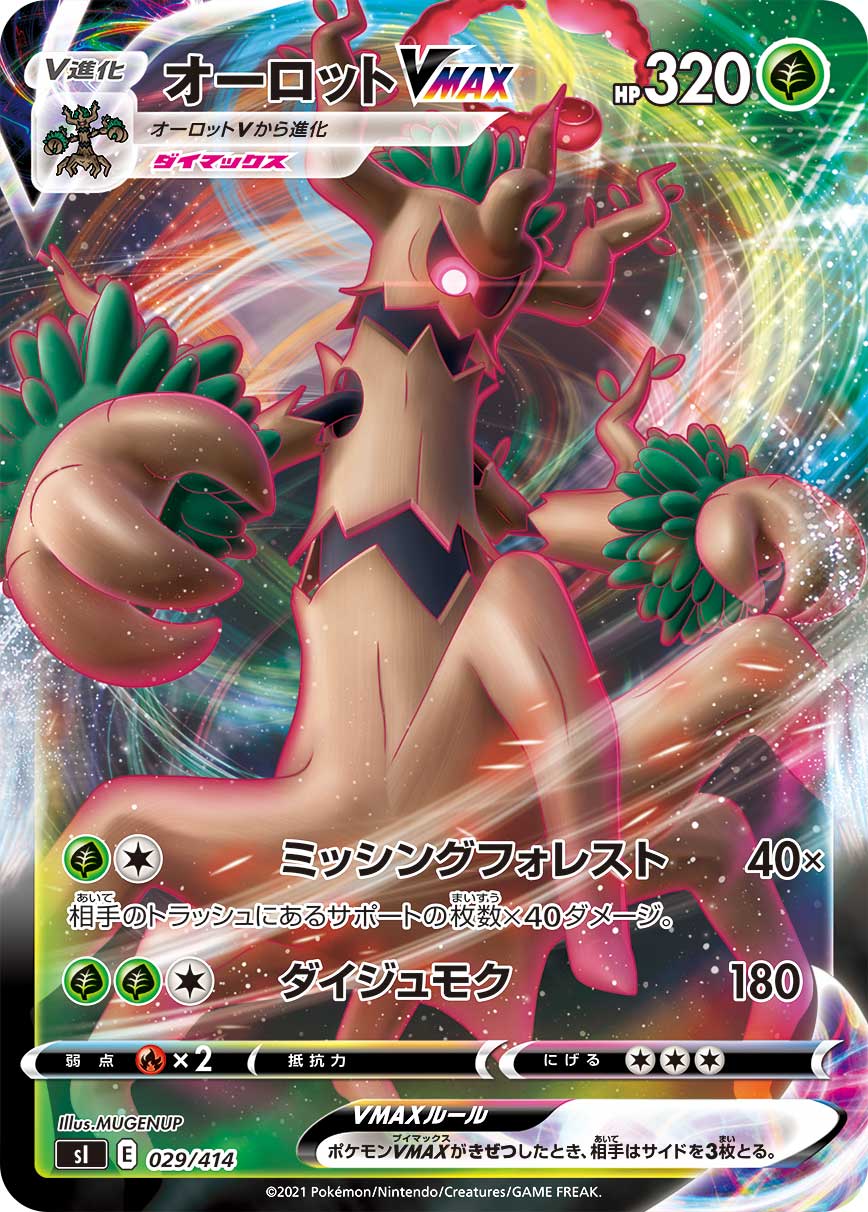 V進化
オーロットVMAX
HP320
オーロットVから進化
ダイマックス
ミッシングフォレスト 40×
相手のトラッシュにあるサポートの枚数×40ダメージ。
あいて まいすう
ダイジュモク 180
弱点 ×2 抵抗力 にげる
Illus.MUGENUP
VMAXルール
ポケモンVMAXがきぜつしたとき、相手はサイドを3枚とる。
ブイマックス あいて まい
sI E 029/414
©2021 Pokémon/Nintendo/Creatures/GAME FREAK.